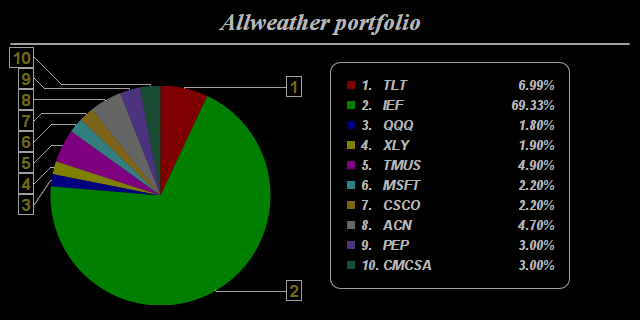 Allweather portfolio
10
9
8
7
6
5
4
3
1
2
1. TLT 6.99%
2. IEF 69.33%
3. QQQ 1.80%
4. XLY 1.90%
5. TMUS 4.90%
6. MSFT 2.20%
7. CSCO 2.20%
8. ACN 4.70%
9. PEP 3.00%
10. CMCSA 3.00%